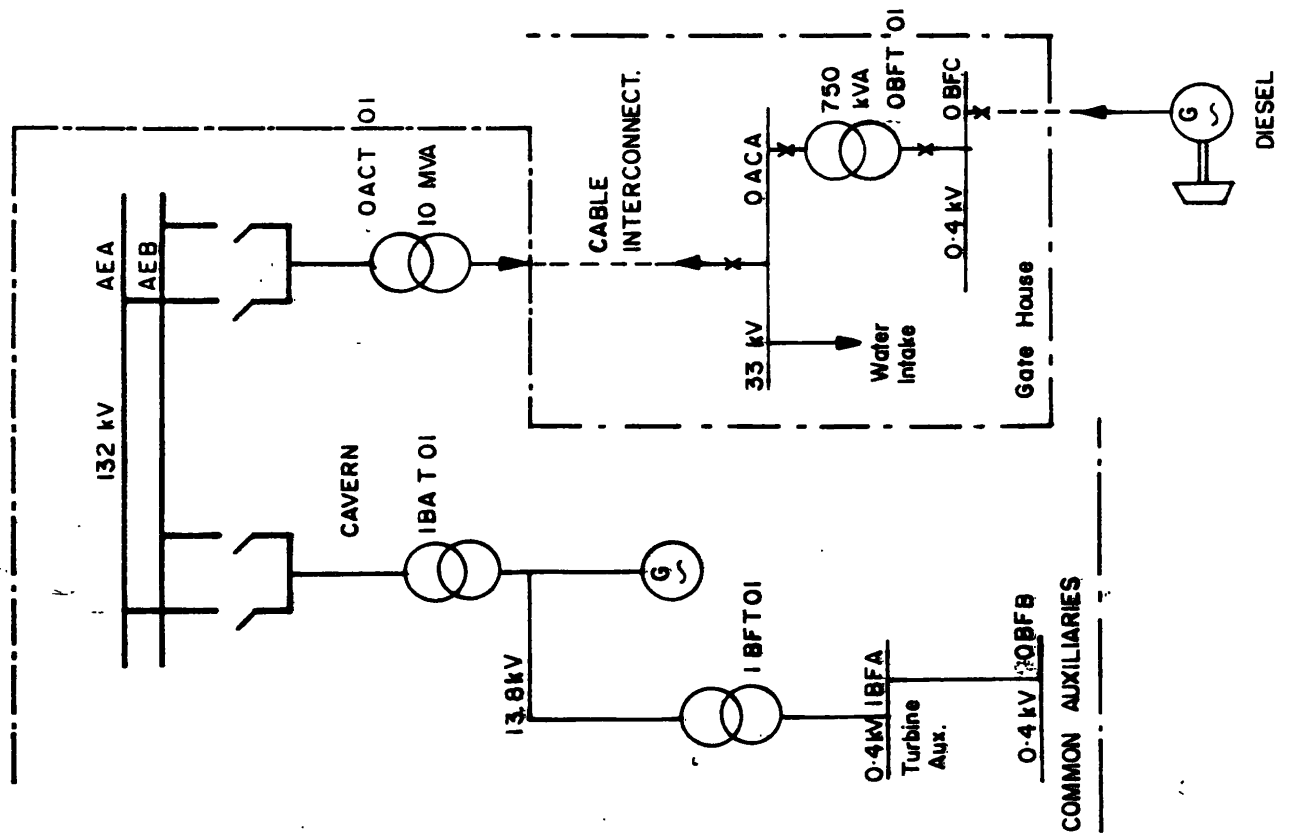 132 kV
AEA
AEB
CAVERN
0ACT 01
10 MVA
1BAT01
G
13.8kV
1BFT01
0.4kV 1BFA
Turbine
Aux.
0.4 kV
0BFB
COMMON AUXILIARIES
CABLE
INTERCONNECT.
33 kV
0ACA
Water
Intake
750
kVA
0BFT 01
0.4 kV
0BFC
Gate House
G
DIESEL